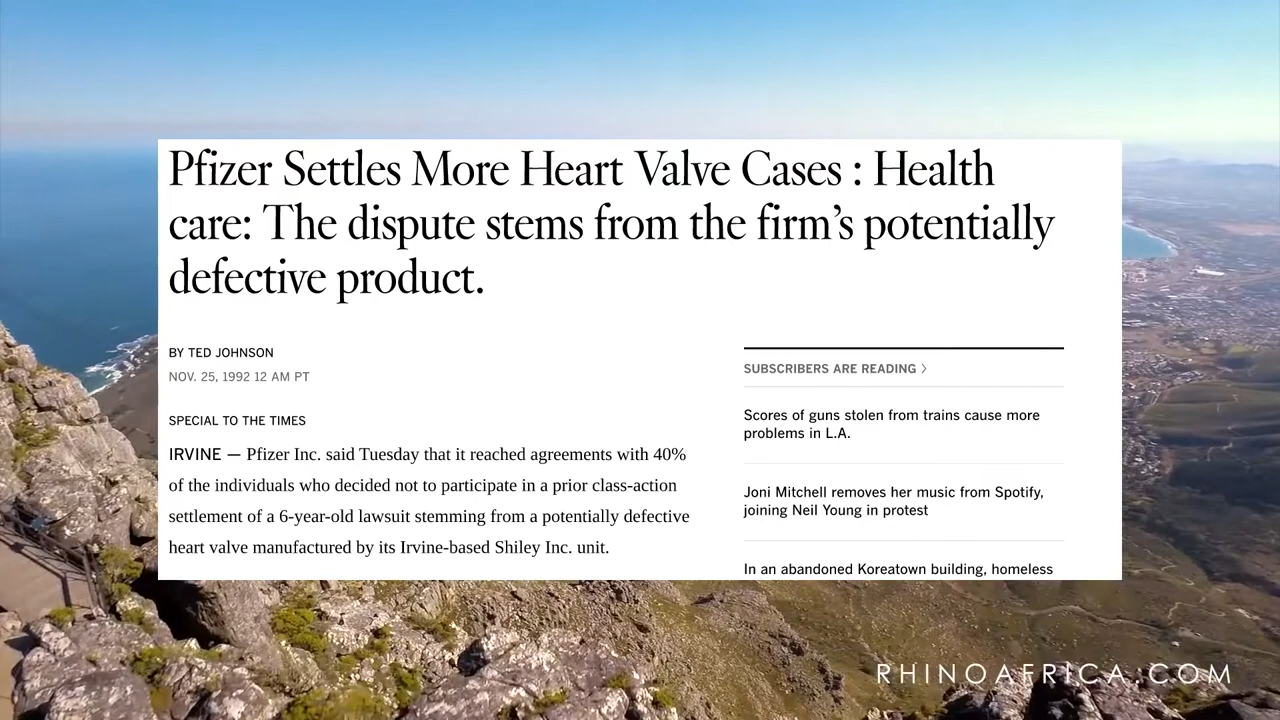 Pfizer Settles More Heart Valve Cases : Health
care: The dispute stems from the firm’s potentially
defective product.
BY TED JOHNSON
NOV. 25, 1992 12 AM PT
SPECIAL TO THE TIMES
IRVINE — Pfizer Inc. said Tuesday that it reached agreements with 40%
of the individuals who decided not to participate in a prior class-action
settlement of a 6-year-old lawsuit stemming from a potentially defective
heart valve manufactured by its Irvine-based Shiley Inc. unit.
SUBSCRIBERS ARE READING >
Scores of guns stolen from trains cause more
problems in L.A.
Joni Mitchell removes her music from Spotify,
joining Neil Young in protest
In an abandoned Koreatown building, homeless
RHINOAFRICA.COM